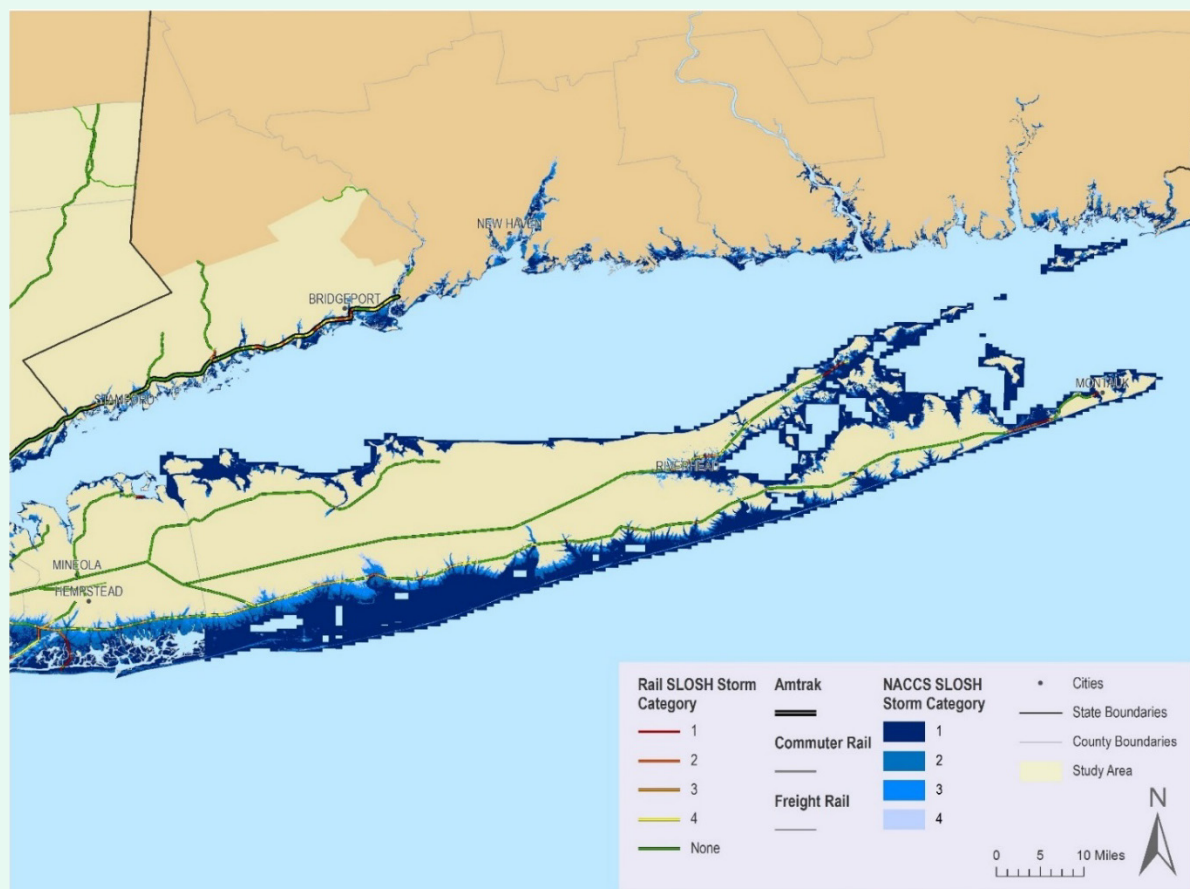 NEW HAVEN
BRIDGEPORT
STAMFORD
MONTAUK
RIVERHEAD
MINEOLA
HEMPSTEAD
Rail SLOSH Storm
Category
1
2
3
4
None
Amtrak
Commuter Rail
Freight Rail
NACCS SLOSH
Storm Category
1
2
3
4
Cities
State Boundaries
County Boundaries
Study Area
N
0 5 10 Miles